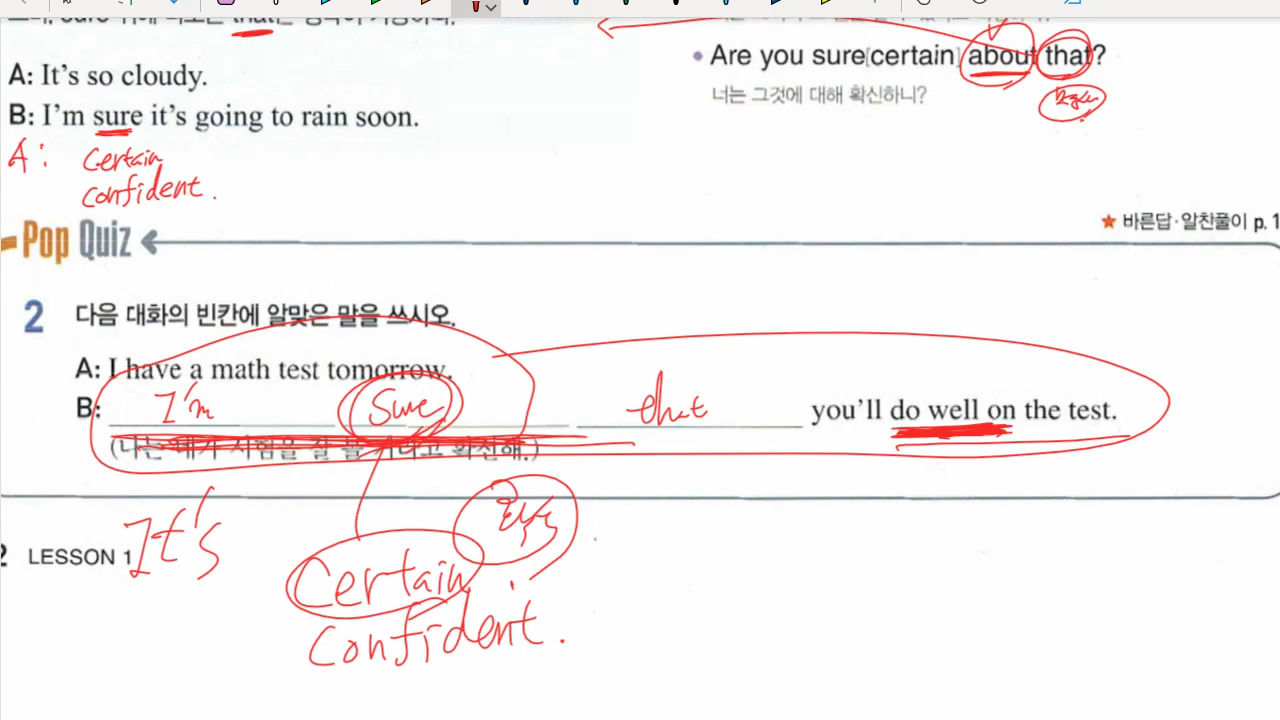 • Are you sure[certain] about that?
너는 그것에 대해 확신하니?
A: It's so cloudy.
B: I'm sure it's going to rain soon.
A: Certain
Confident.
Pop Quiz
★ 바른답·알찬풀이 p. 1
2 다음 대화의 빈칸에 알맞은 말을 쓰시오.
A: I have a math test tomorrow.
B: I'm Sure that you'll do well on the test.
(나는 네가 시험을 잘 볼 거라고 확신해.)
It's
LESSON 1
Certain
Confident.